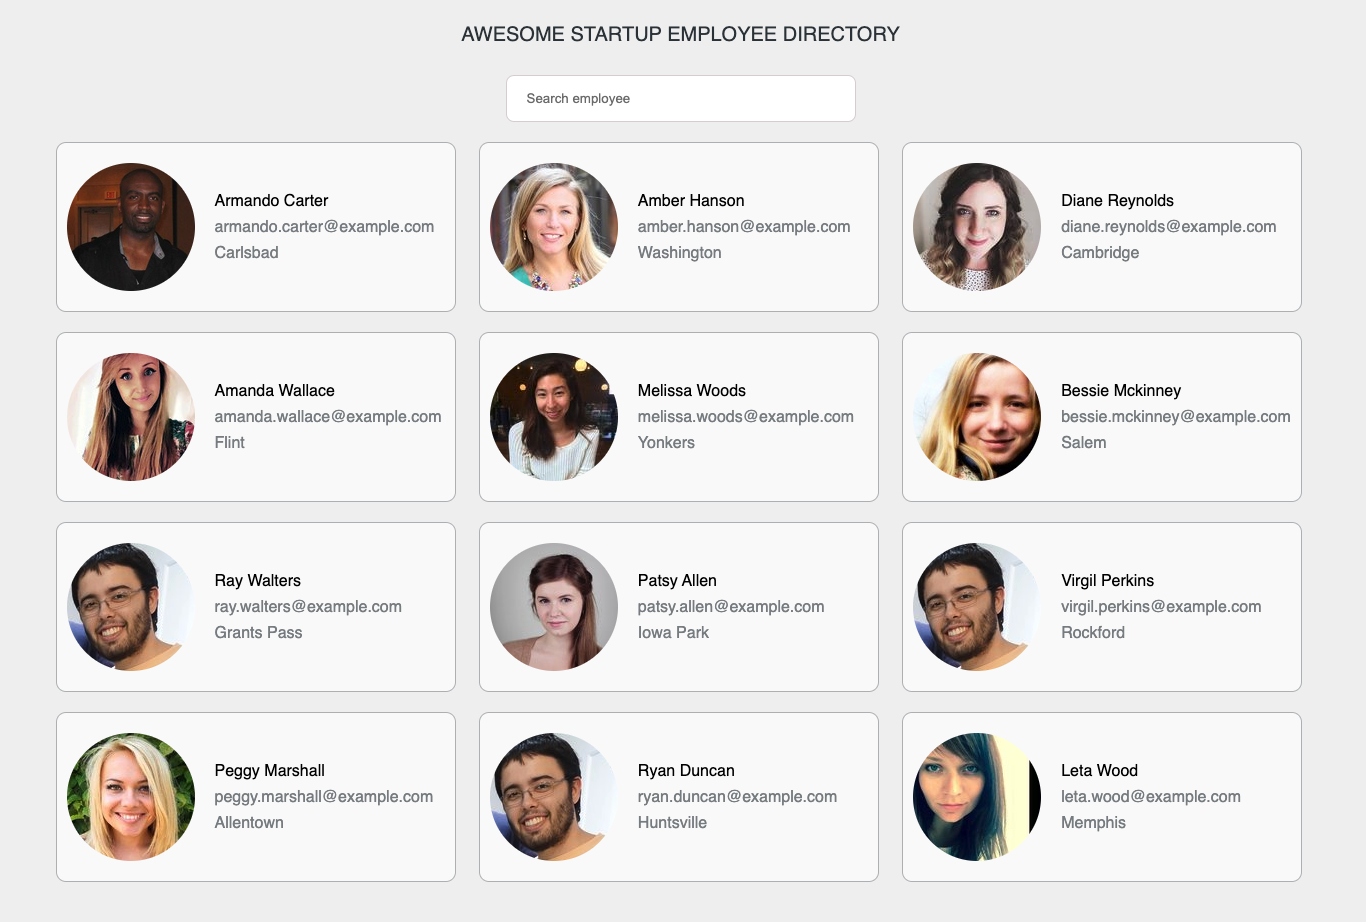 AWESOME STARTUP EMPLOYEE DIRECTORY
Search employee
Armando Carter
armando.carter@example.com
Carlsbad
Amber Hanson
amber.hanson@example.com
Washington
Diane Reynolds
diane.reynolds@example.com
Cambridge
Amanda Wallace
amanda.wallace@example.com
Flint
Melissa Woods
melissa.woods@example.com
Yonkers
Bessie Mckinney
bessie.mckinney@example.com
Salem
Ray Walters
ray.walters@example.com
Grants Pass
Patsy Allen
patsy.allen@example.com
Iowa Park
Virgil Perkins
virgil.perkins@example.com
Rockford
Peggy Marshall
peggy.marshall@example.com
Allentown
Ryan Duncan
ryan.duncan@example.com
Huntsville
Leta Wood
leta.wood@example.com
Memphis